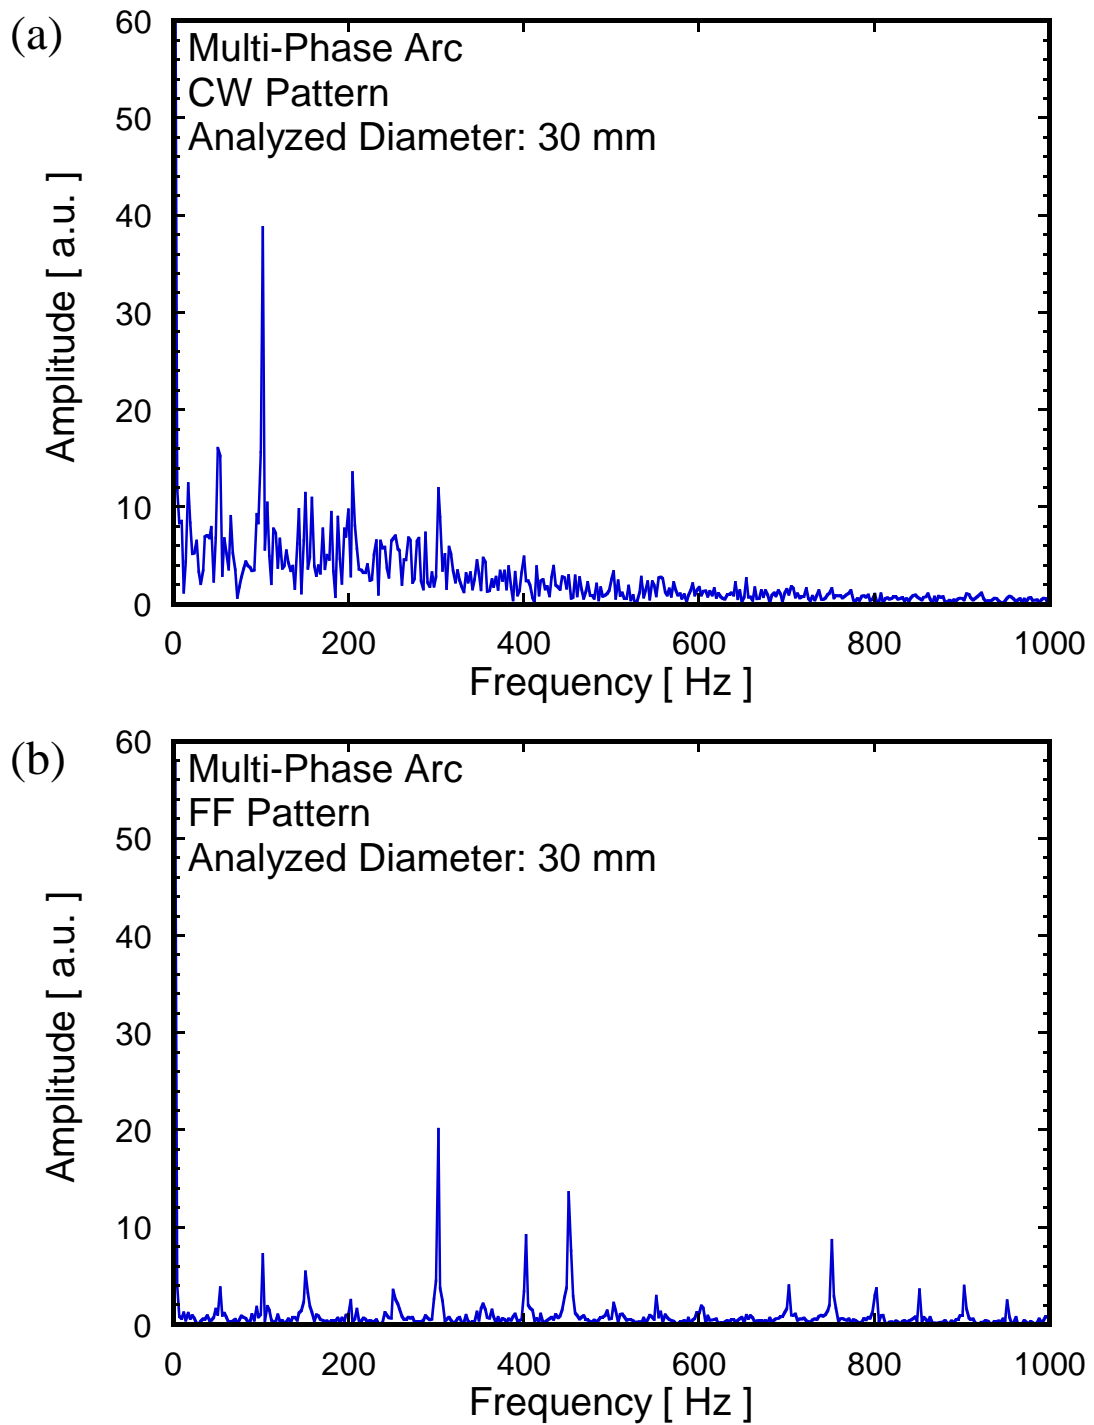 (a)
60
Multi-Phase Arc
CW Pattern
Analyzed Diameter: 30 mm
50
40
30
20
10
0
Amplitude [ a.u. ]
0 200 400 600 800 1000
Frequency [ Hz ]
(b)
60
Multi-Phase Arc
FF Pattern
Analyzed Diameter: 30 mm
50
40
30
20
10
0
Amplitude [ a.u. ]
0 200 400 600 800 1000
Frequency [ Hz ]